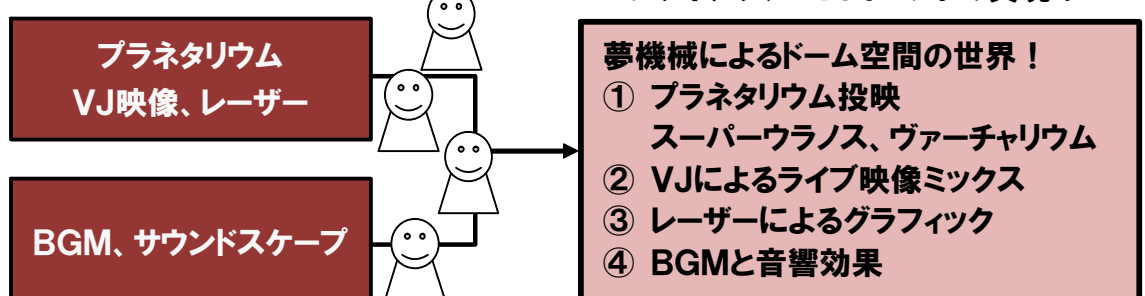 プラネタリウム
VJ映像、レーザー
BGM、サウンドスケープ
夢機械によるドーム空間の世界!
① プラネタリウム投映
スーパーウラノス、ヴァーチャリウム
② VJによるライブ映像ミックス
③ レーザーによるグラフィック
④ BGMと音響効果